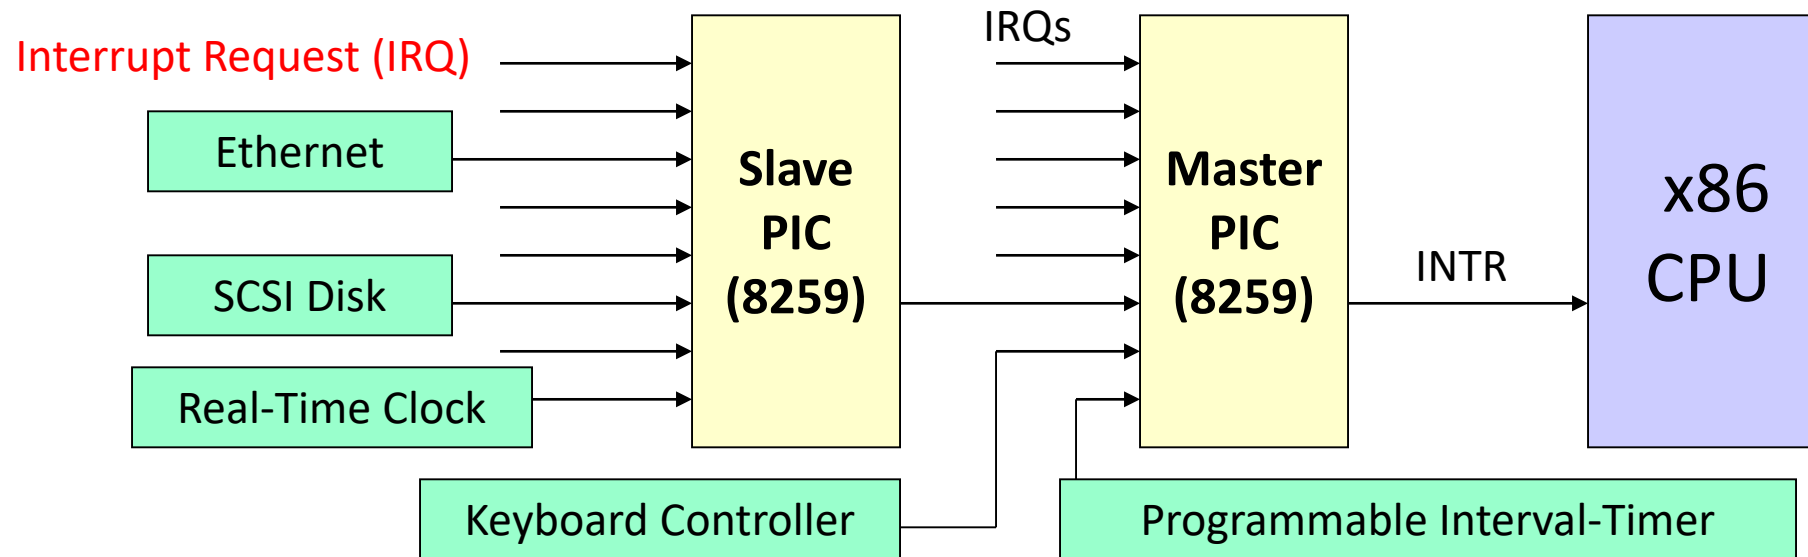 Interrupt Request (IRQ)
IRQs
Ethernet
SCSI Disk
Real-Time Clock
Slave
PIC
(8259)
Master
PIC
(8259)
INTR
x86
CPU
Keyboard Controller
Programmable Interval-Timer